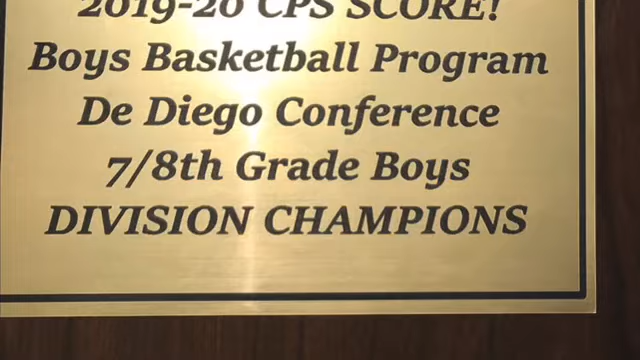 2019-20 CPS SCORE!
Boys Basketball Program
De Diego Conference
7/8th Grade Boys
DIVISION CHAMPIONS